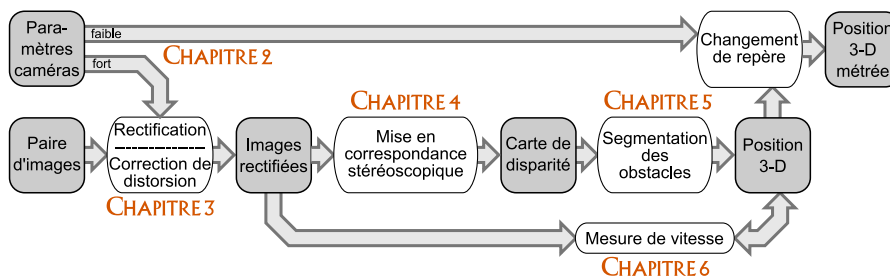 Para-
mètres
caméras
faible
fort
CHAPITRE 2
Changement
de repère
Position
3-D
métrée
Paire
d'images
Rectification
Correction de
distorsion
CHAPITRE 3
Images
rectifiées
CHAPITRE 4
Mise en
correspondance
stéréoscopique
Carte de
disparité
CHAPITRE 5
Segmentation
des
obstacles
Position
3-D
Mesure de vitesse
CHAPITRE 6